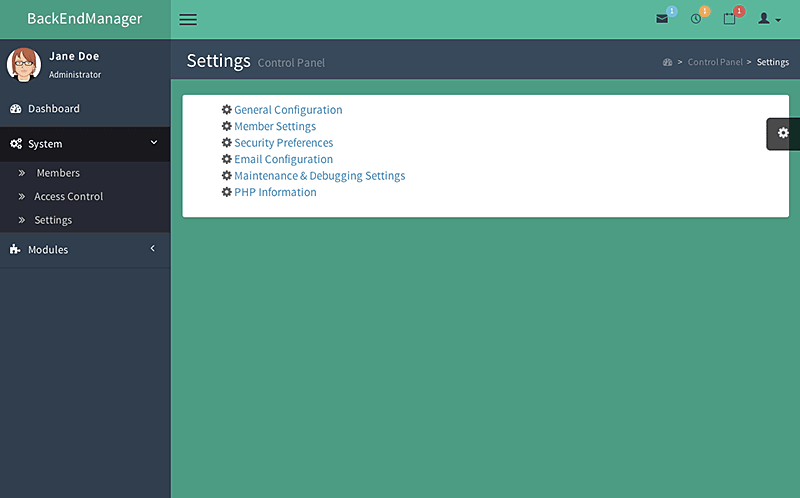 BackEndManager
1
1
1
Jane Doe
Administrator
Settings Control Panel
> Control Panel > Settings
Dashboard
System
Members
Access Control
Settings
Modules
General Configuration
Member Settings
Security Preferences
Email Configuration
Maintenance & Debugging Settings
PHP Information